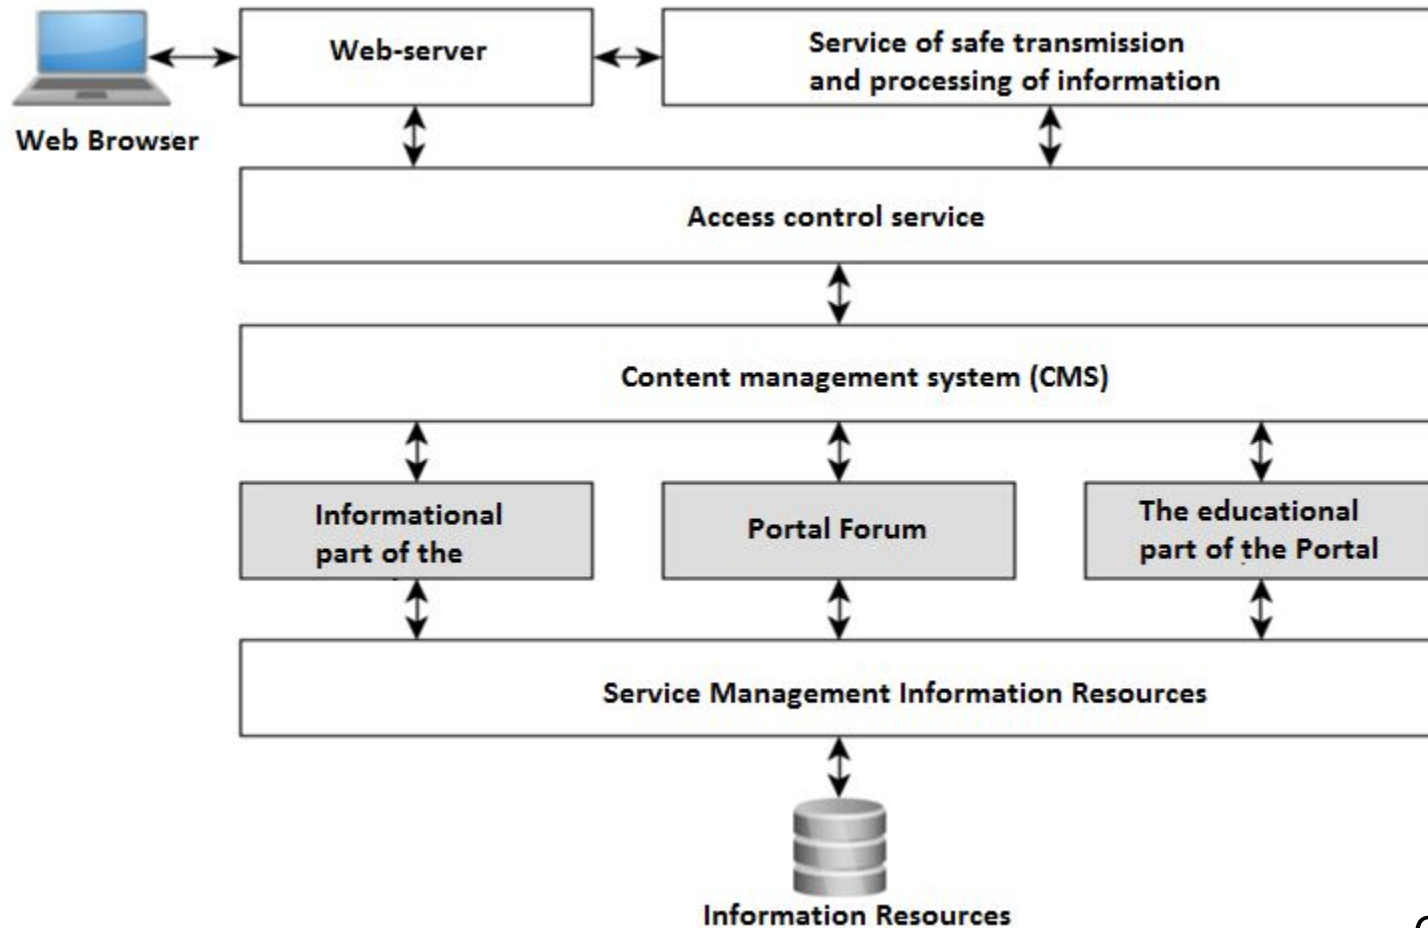 Web-server
Service of safe transmission
and processing of information
Web Browser
Access control service
Content management system (CMS)
Informational
part of the
Portal Forum
The educational
part of the Portal
Service Management Information Resources
Information Resources